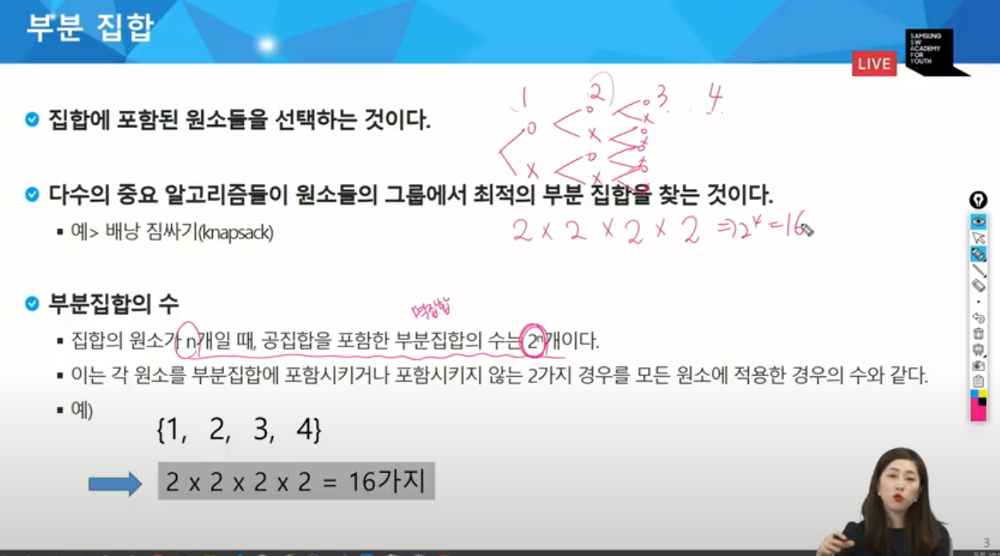 부분 집합
SAMSUNG
SW
ACADEMY
FOR
YOUTH
LIVE
1 2 3 4
O O O
X
X O
X
O O
X X
X
집합에 포함된 원소들을 선택하는 것이다.
다수의 중요 알고리즘들이 원소들의 그룹에서 최적의 부분 집합을 찾는 것이다.
예> 배낭 짐싸기(knapsack)
2 × 2 × 2 × 2 ⇒ 2⁴ = 16
부분집합의 수
멱집합
집합의 원소가 n개일 때, 공집합을 포함한 부분집합의 수는 2ⁿ개이다.
이는 각 원소를 부분집합에 포함시키거나 포함시키지 않는 2가지 경우를 모든 원소에 적용한 경우의 수와 같다.
예)
{1, 2, 3, 4}
2 x 2 x 2 x 2 = 16가지
3